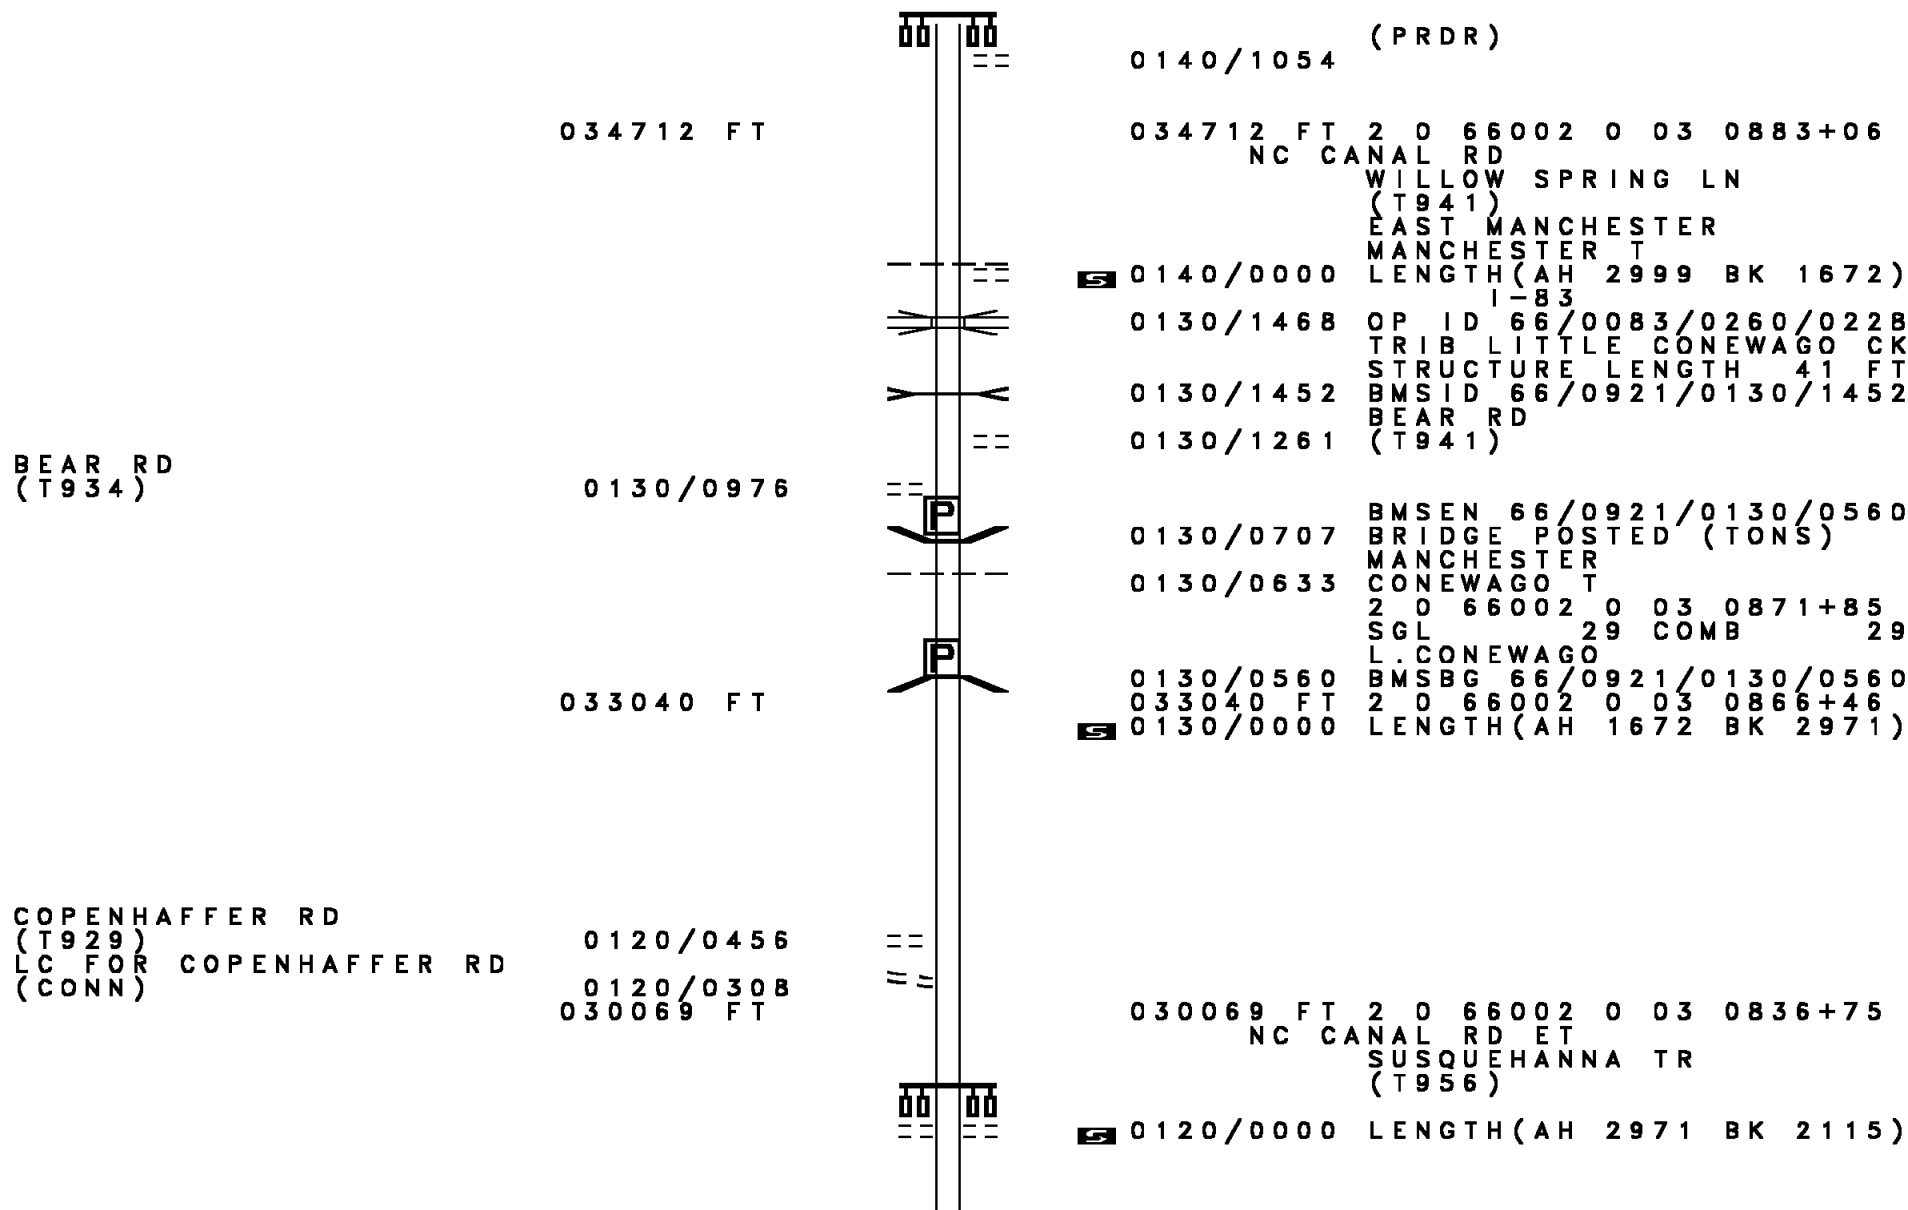 (PRDR)
0140/1054
034712 FT 034712 FT 2 0 66002 0 03 0883+06
NC CANAL RD
WILLOW SPRING LN
(T941)
EAST MANCHESTER
MANCHESTER T
S 0140/0000 LENGTH(AH 2999 BK 1672)
I-83
0130/1468 OP ID 66/0083/0260/0228
TRIB LITTLE CONEWAGO CK
STRUCTURE LENGTH 41 FT
0130/1452 BMSID 66/0921/0130/1452
BEAR RD
0130/1261 (T941)
BEAR RD
(T934) 0130/0976
P
BMSEN 66/0921/0130/0560
0130/0707 BRIDGE POSTED (TONS)
MANCHESTER
0130/0633 CONEWAGO T
2 0 66002 0 03 0871+85
SGL 29 COMB 29
P
L.CONEWAGO
0130/0560 BMSBG 66/0921/0130/0560
033040 FT 033040 FT 2 0 66002 0 03 0866+46
S 0130/0000 LENGTH(AH 1672 BK 2971)
COPENHAFFER RD
(T929) 0120/0456
LC FOR COPENHAFFER RD
(CONN) 0120/0308
030069 FT 030069 FT 2 0 66002 0 03 0836+75
NC CANAL RD ET
SUSQUEHANNA TR
(T956)
S 0120/0000 LENGTH(AH 2971 BK 2115)